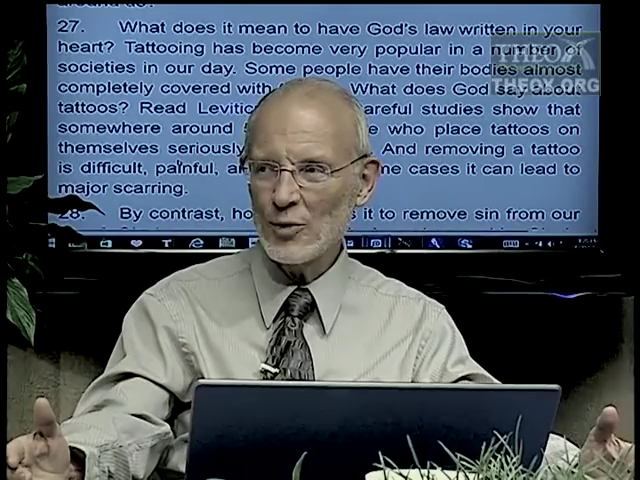 27. What does it mean to have God's law written in your
heart? Tattooing has become very popular in a number of
societies in our day. Some people have their bodies almost
completely covered with What does God say about
tattoos? Read Levitic areful studies show that
somewhere around who place tattoos on
themselves seriously And removing a tattoo
is difficult, painful, a me cases it can lead to
major scarring.
28. By contrast, ho it to remove sin from our
THEOX
THEOX.ORG